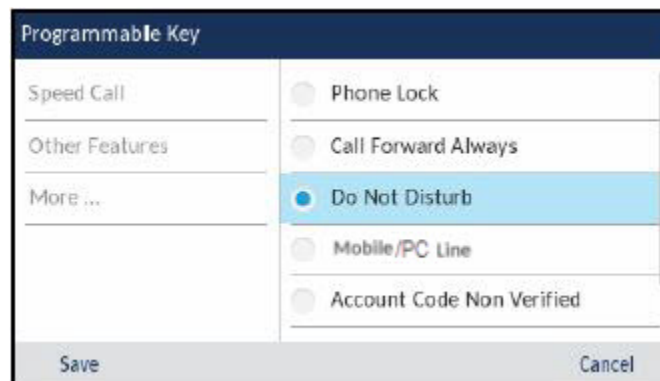 Programmable Key
Speed Call
Other Features
More ...
Phone Lock
Call Forward Always
Do Not Disturb
Mobile/PC Line
Account Code Non Verified
Save
Cancel